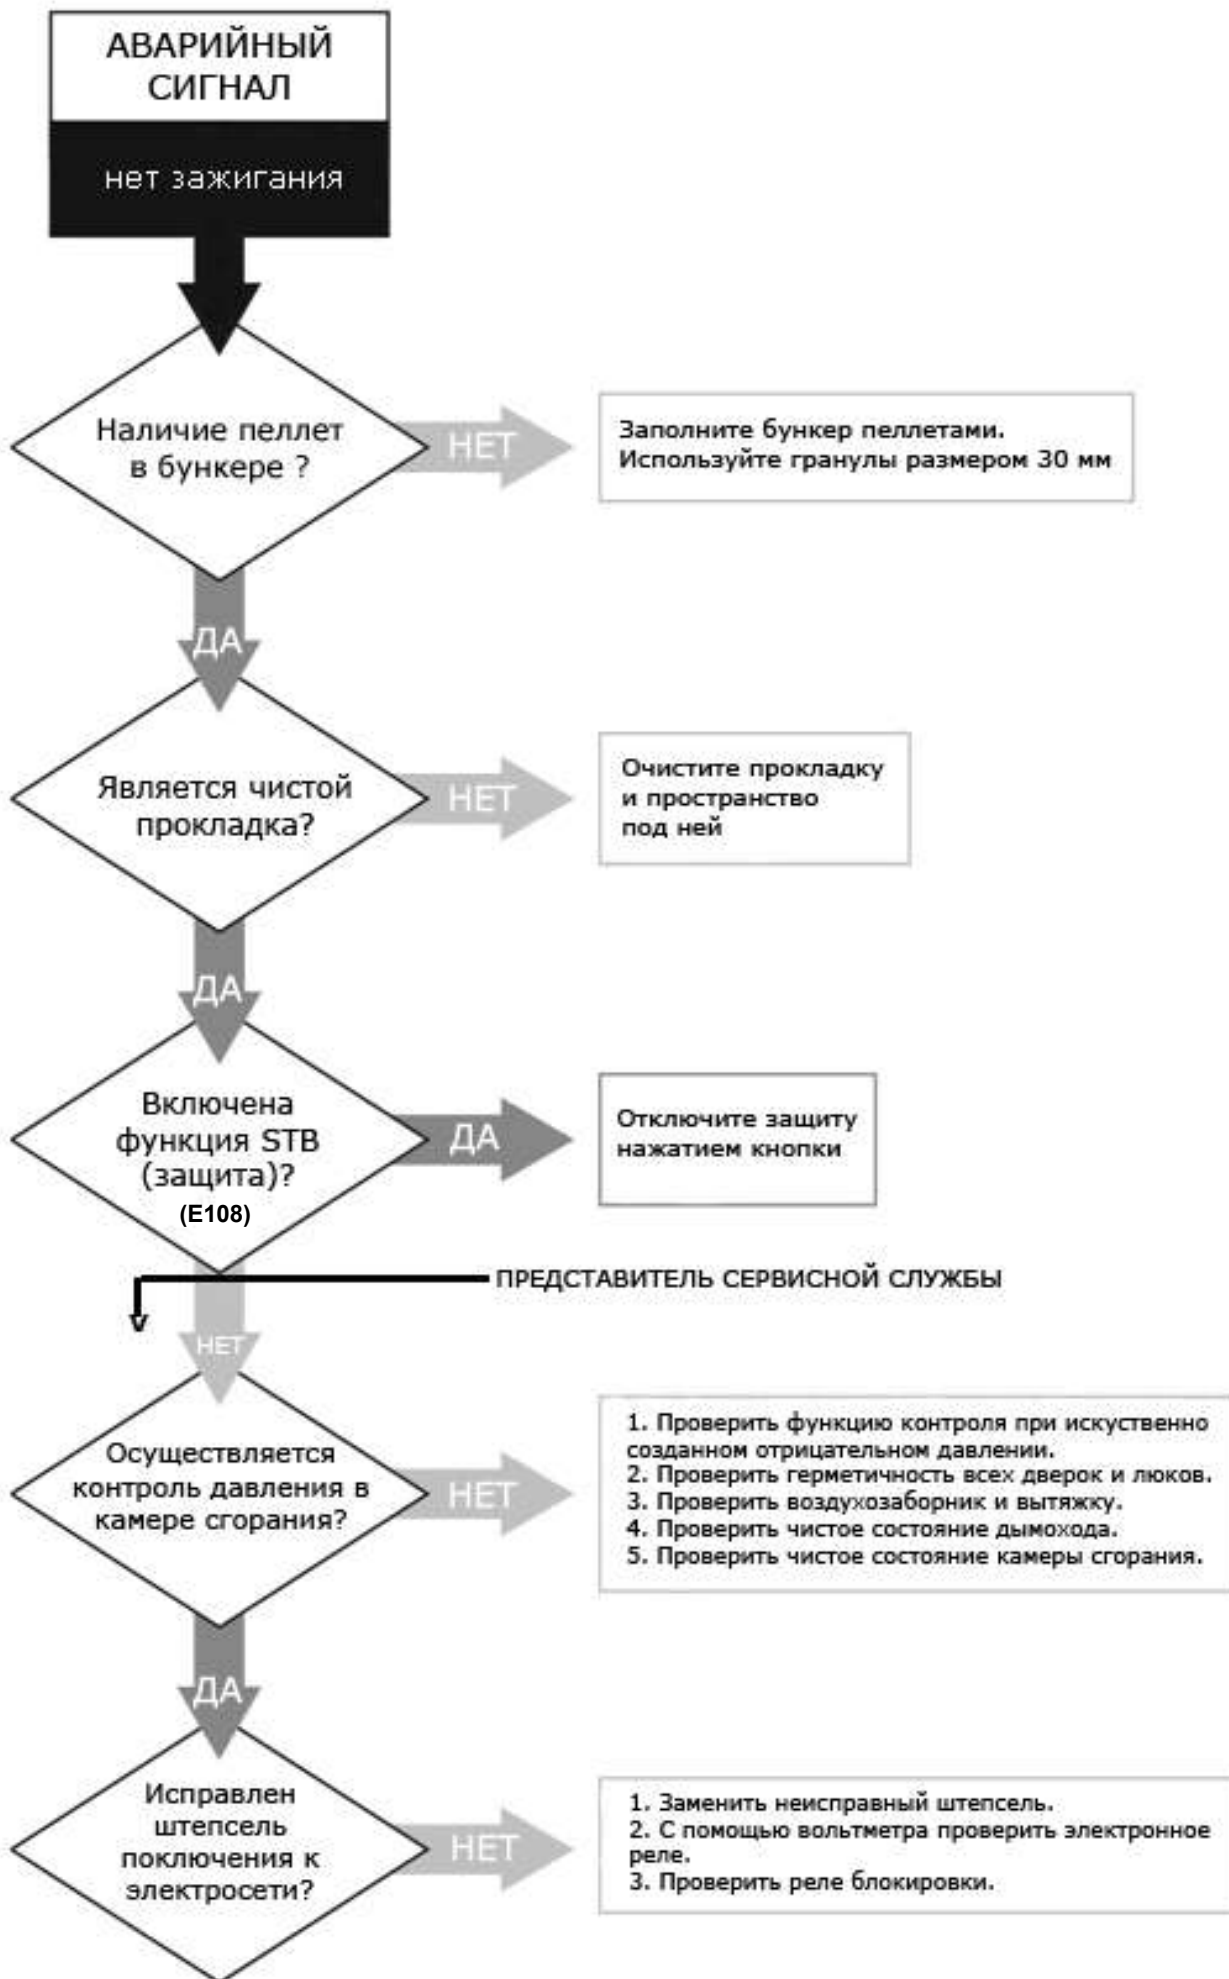 АВАРИЙНЫЙ
СИГНАЛ
нет зажигания
Наличие пеллет
в бункере ?
НЕТ
Заполните бункер пеллетами.
Используйте гранулы размером 30 мм
ДА
Является чистой
прокладка?
НЕТ
Очистите прокладку
и пространство
под ней
ДА
Включена
функция STB
(защита)?
(E108)
ДА
Отключите защиту
нажатием кнопки
ПРЕДСТАВИТЕЛЬ СЕРВИСНОЙ СЛУЖБЫ
НЕТ
Осуществляется
контроль давления в
камере сгорания?
НЕТ
1. Проверить функцию контроля при искуственно
созданном отрицательном давлении.
2. Проверить герметичность всех дверок и люков.
3. Проверить воздухозаборник и вытяжку.
4. Проверить чистое состояние дымохода.
5. Проверить чистое состояние камеры сгорания.
ДА
Исправлен
штепсель
поключения к
электросети?
НЕТ
1. Заменить неисправный штепсель.
2. С помощью вольтметра проверить электронное
реле.
3. Проверить реле блокировки.